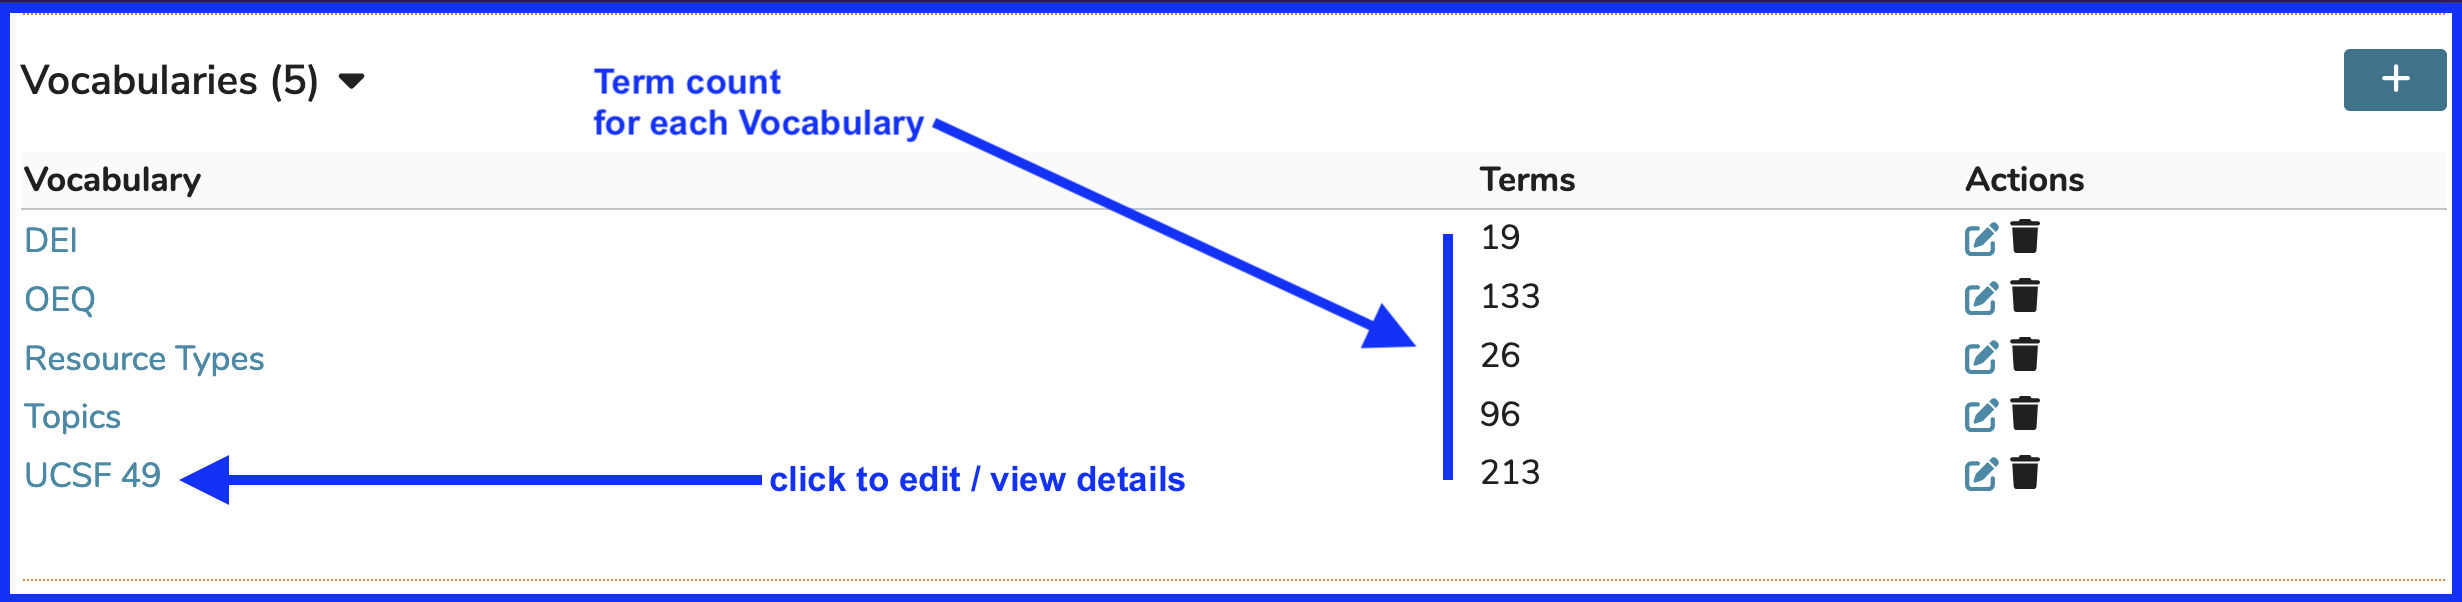 Vocabularies (5)
Term count
for each Vocabulary
+
Vocabulary Terms Actions
DEI 19
OEQ 133
Resource Types 26
Topics 96
UCSF 49 click to edit / view details 213